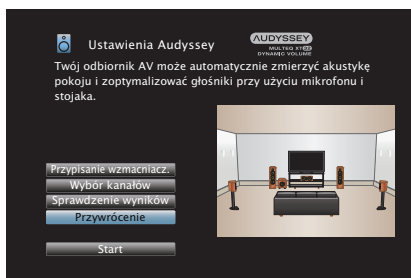 Ustawienia Audyssey
AUDYSSEY
MULTEQ XT32
DYNAMIC VOLUME
Twój odbiornik AV może automatycznie zmierzyć akustykę
pokoju i zoptymalizować głośniki przy użyciu mikrofonu i
stojaka.
Przypisanie wzmacniacz.
Wybór kanałów
Sprawdzenie wyników
Przywrócenie
Start